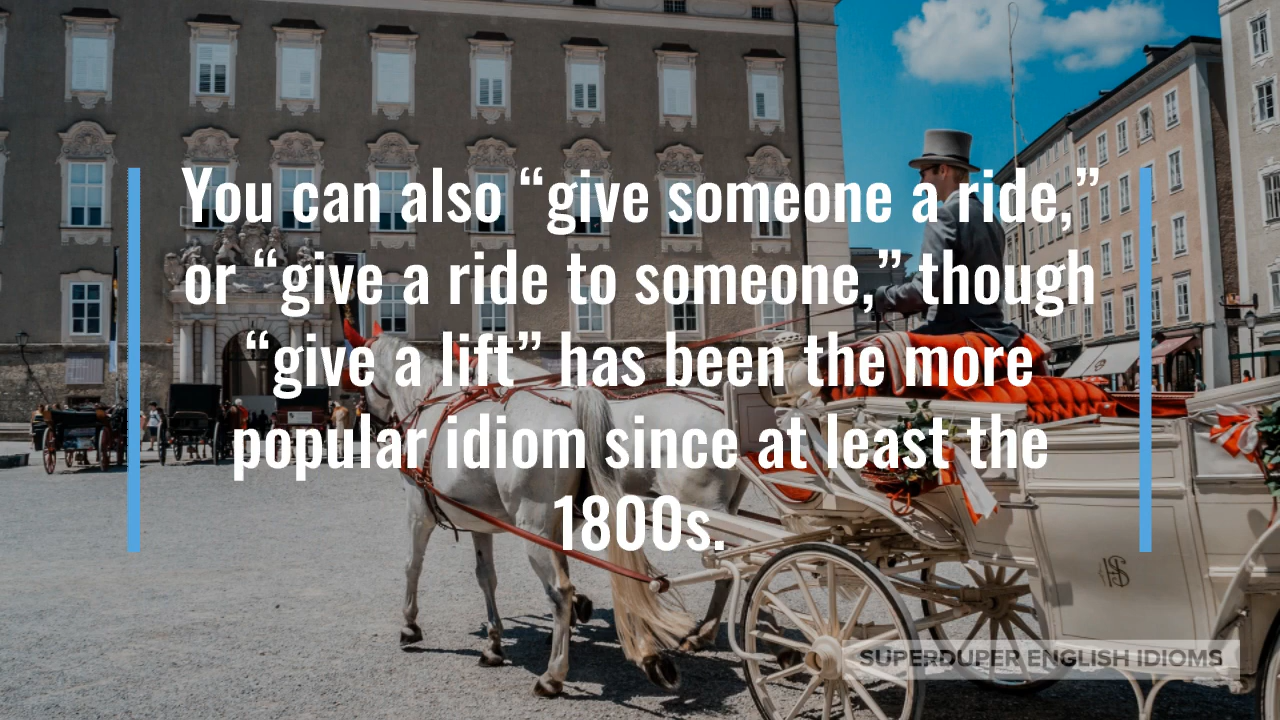 You can also “give someone a ride,”
or “give a ride to someone,” though
“give a lift” has been the more
popular idiom since at least the
1800s.
SUPERDUPER ENGLISH IDIOMS